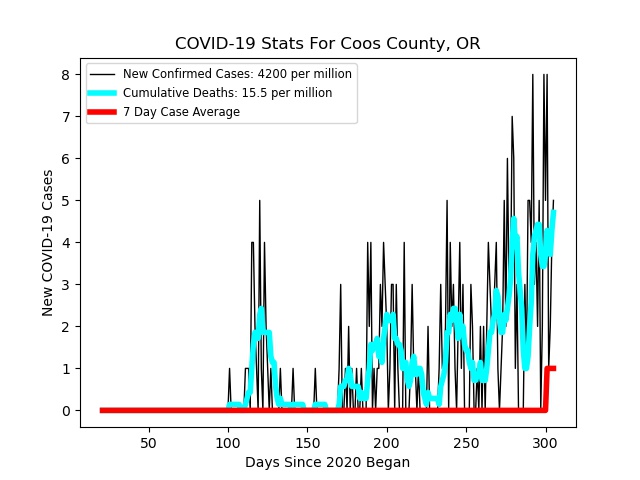 COVID-19 Stats For Coos County, OR
New Confirmed Cases: 4200 per million
Cumulative Deaths: 15.5 per million
7 Day Case Average
New COVID-19 Cases
8
7
6
5
4
3
2
1
0
50 100 150 200 250 300
Days Since 2020 Began